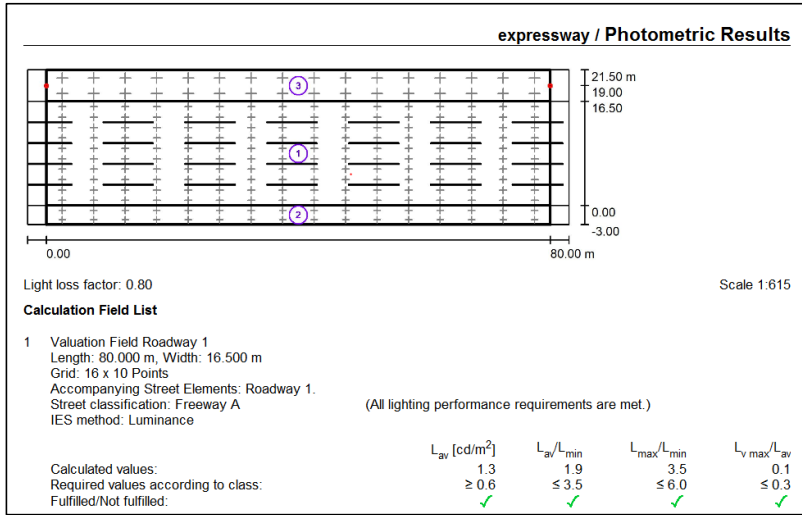 expressway / Photometric Results
3
1
2
21.50 m
19.00
16.50
0.00
-3.00
0.00
80.00 m
Light loss factor: 0.80
Scale 1:615
Calculation Field List
1 Valuation Field Roadway 1
Length: 80.000 m, Width: 16.500 m
Grid: 16 x 10 Points
Accompanying Street Elements: Roadway 1.
Street classification: Freeway A (All lighting performance requirements are met.)
IES method: Luminance
Lav [cd/m²] Lav/Lmin Lmax/Lmin Lv max/Lav
Calculated values: 1.3 1.9 3.5 0.1
Required values according to class: ≥ 0.6 ≤ 3.5 ≤ 6.0 ≤ 0.3
Fulfilled/Not fulfilled: ✓ ✓ ✓ ✓